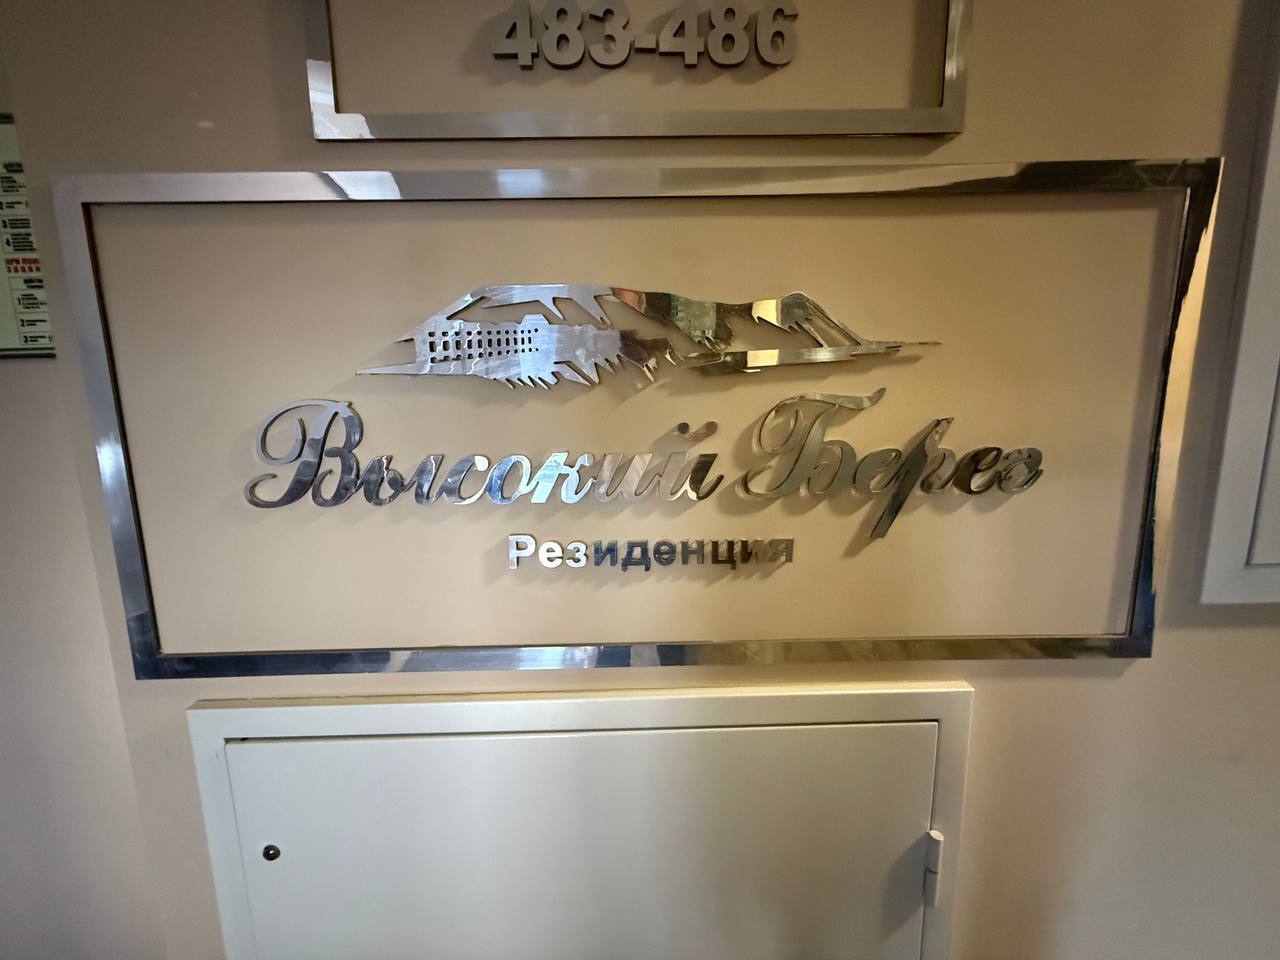 483-486
Высокий Берег
Резиденция